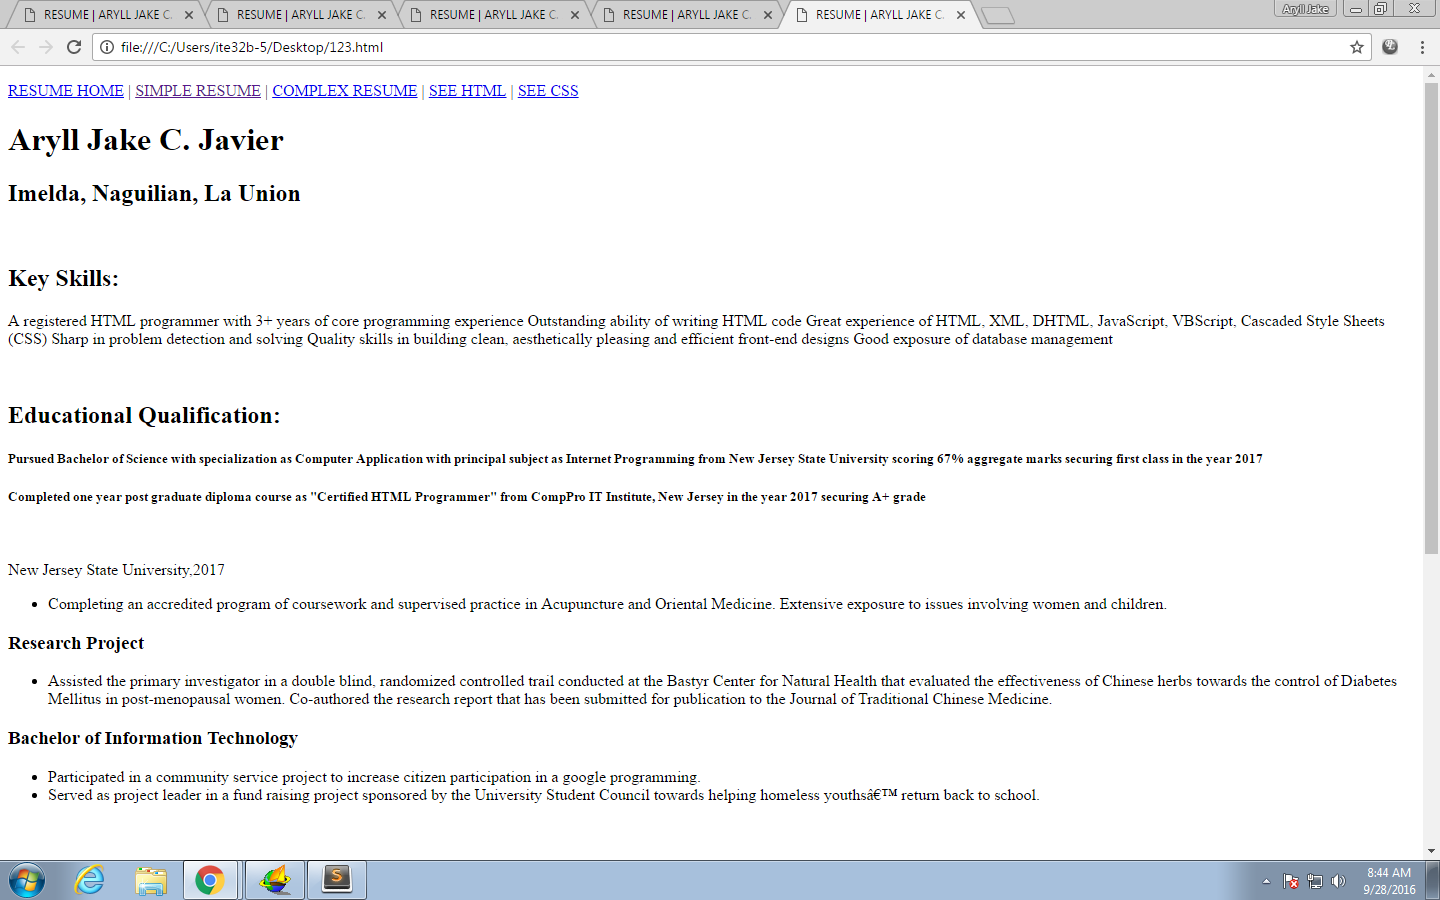 RESUME | ARYLL JAKE C. RESUME | ARYLL JAKE C. RESUME | ARYLL JAKE C. RESUME | ARYLL JAKE C. RESUME | ARYLL JAKE C. Aryll Jake
file:///C:/Users/ite32b-5/Desktop/123.html
RESUME HOME | SIMPLE RESUME | COMPLEX RESUME | SEE HTML | SEE CSS
Aryll Jake C. Javier
Imelda, Naguilian, La Union
Key Skills:
A registered HTML programmer with 3+ years of core programming experience Outstanding ability of writing HTML code Great experience of HTML, XML, DHTML, JavaScript, VBScript, Cascaded Style Sheets
(CSS) Sharp in problem detection and solving Quality skills in building clean, aesthetically pleasing and efficient front-end designs Good exposure of database management
Educational Qualification:
Pursued Bachelor of Science with specialization as Computer Application with principal subject as Internet Programming from New Jersey State University scoring 67% aggregate marks securing first class in the year 2017
Completed one year post graduate diploma course as "Certified HTML Programmer" from CompPro IT Institute, New Jersey in the year 2017 securing A+ grade
New Jersey State University,2017
• Completing an accredited program of coursework and supervised practice in Acupuncture and Oriental Medicine. Extensive exposure to issues involving women and children.
Research Project
• Assisted the primary investigator in a double blind, randomized controlled trail conducted at the Bastyr Center for Natural Health that evaluated the effectiveness of Chinese herbs towards the control of Diabetes
Mellitus in post-menopausal women. Co-authored the research report that has been submitted for publication to the Journal of Traditional Chinese Medicine.
Bachelor of Information Technology
• Participated in a community service project to increase citizen participation in a google programming.
• Served as project leader in a fund raising project sponsored by the University Student Council towards helping homeless youthsâ€™ return back to school.
8:44 AM
9/28/2016